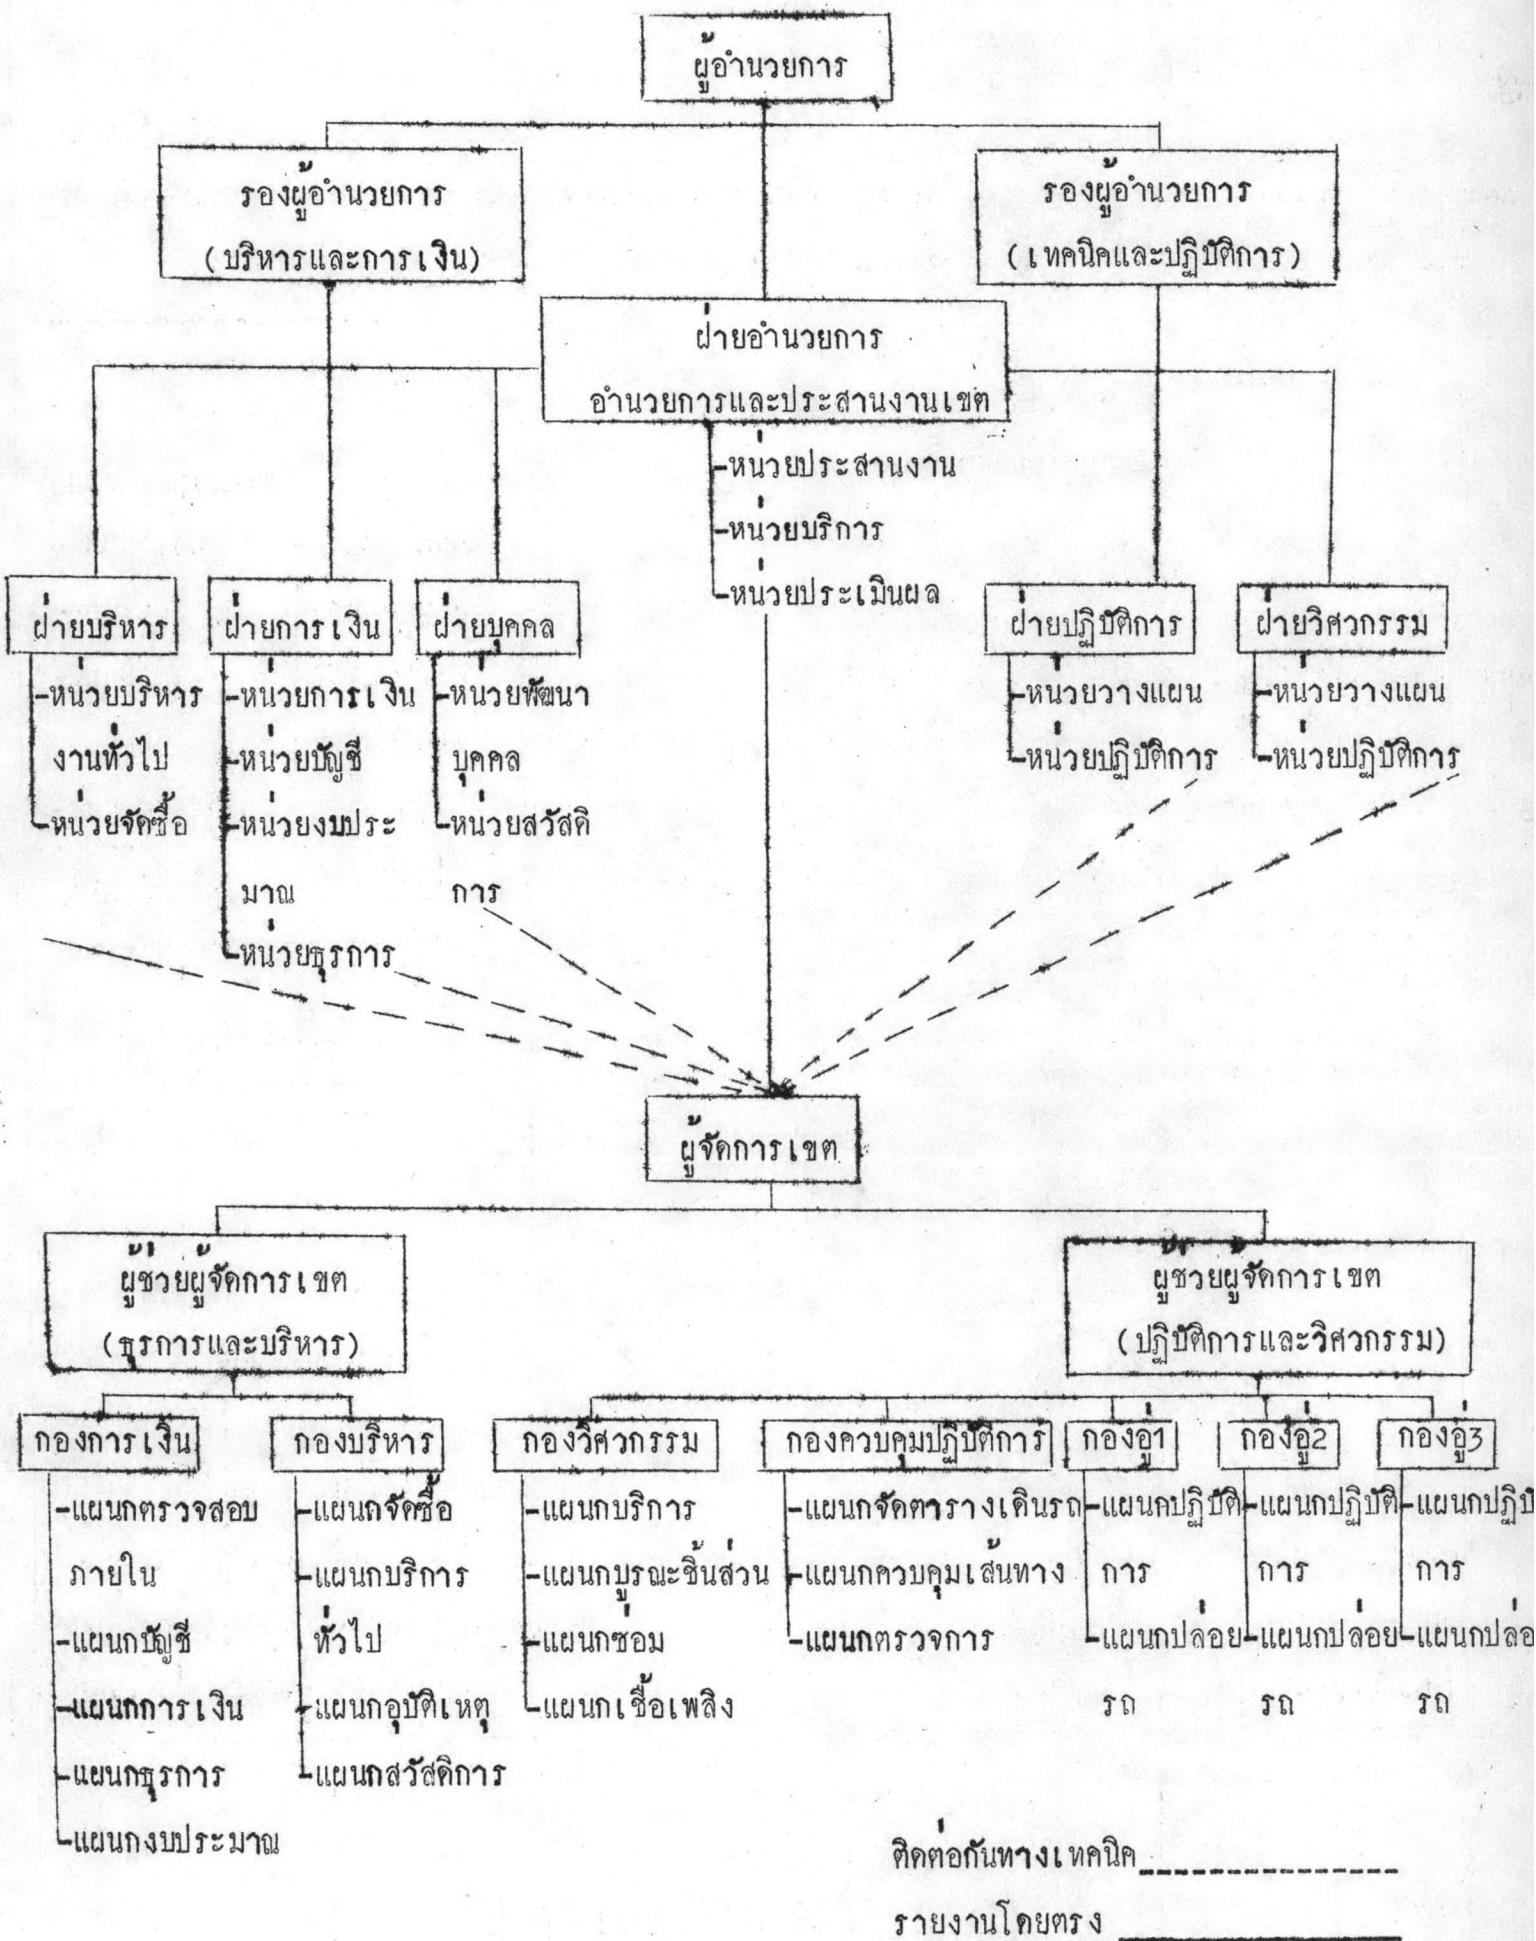 ผู้อำนวยการ
รองผู้อำนวยการ
(บริหารและการเงิน)
รองผู้อำนวยการ
(เทคนิคและปฏิบัติการ)
ฝ่ายอำนวยการ
อำนวยการและประสานงานเขต
-หน่วยประสานงาน
-หน่วยบริการ
-หน่วยประเมินผล
ฝ่ายบริหาร
-หน่วยบริหาร
งานทั่วไป
-หน่วยจัดซื้อ
ฝ่ายการเงิน
-หน่วยการเงิน
-หน่วยบัญชี
-หน่วยงบประ
มาณ
-หน่วยธุรการ
ฝ่ายบุคคล
-หน่วยพัฒนา
บุคคล
-หน่วยสวัสดิ
การ
ฝ่ายปฏิบัติการ
-หน่วยวางแผน
-หน่วยปฏิบัติการ
ฝ่ายวิศวกรรม
-หน่วยวางแผน
-หน่วยปฏิบัติการ
ผู้จัดการเขต
ผู้ช่วยผู้จัดการเขต
(ธุรการและบริหาร)
ผู้ช่วยผู้จัดการเขต
(ปฏิบัติการและวิศวกรรม)
กองการเงิน
-แผนกตรวจสอบ
ภายใน
-แผนกบัญชี
-แผนกการเงิน
-แผนกธุรการ
-แผนกงบประมาณ
กองบริหาร
-แผนกจัดซื้อ
-แผนกบริการ
ทั่วไป
-แผนกอุบัติเหตุ
-แผนกสวัสดิการ
กองวิศวกรรม
-แผนกบริการ
-แผนกบูรณะชิ้นส่วน
-แผนกซ่อม
-แผนกเชื้อเพลิง
กองควบคุมปฏิบัติการ
-แผนกจัดตารางเดินรถ
-แผนกควบคุมเส้นทาง
-แผนกตรวจการ
กองอู่1
-แผนกปฏิบัติ
การ
-แผนกปล่อย
รถ
กองอู่2
-แผนกปฏิบัติ
การ
-แผนกปล่อย
รถ
กองอู่3
-แผนกปฏิบั
การ
-แผนกปล่อ
รถ
ติดต่อกันทางเทคนิค
รายงานโดยตรง